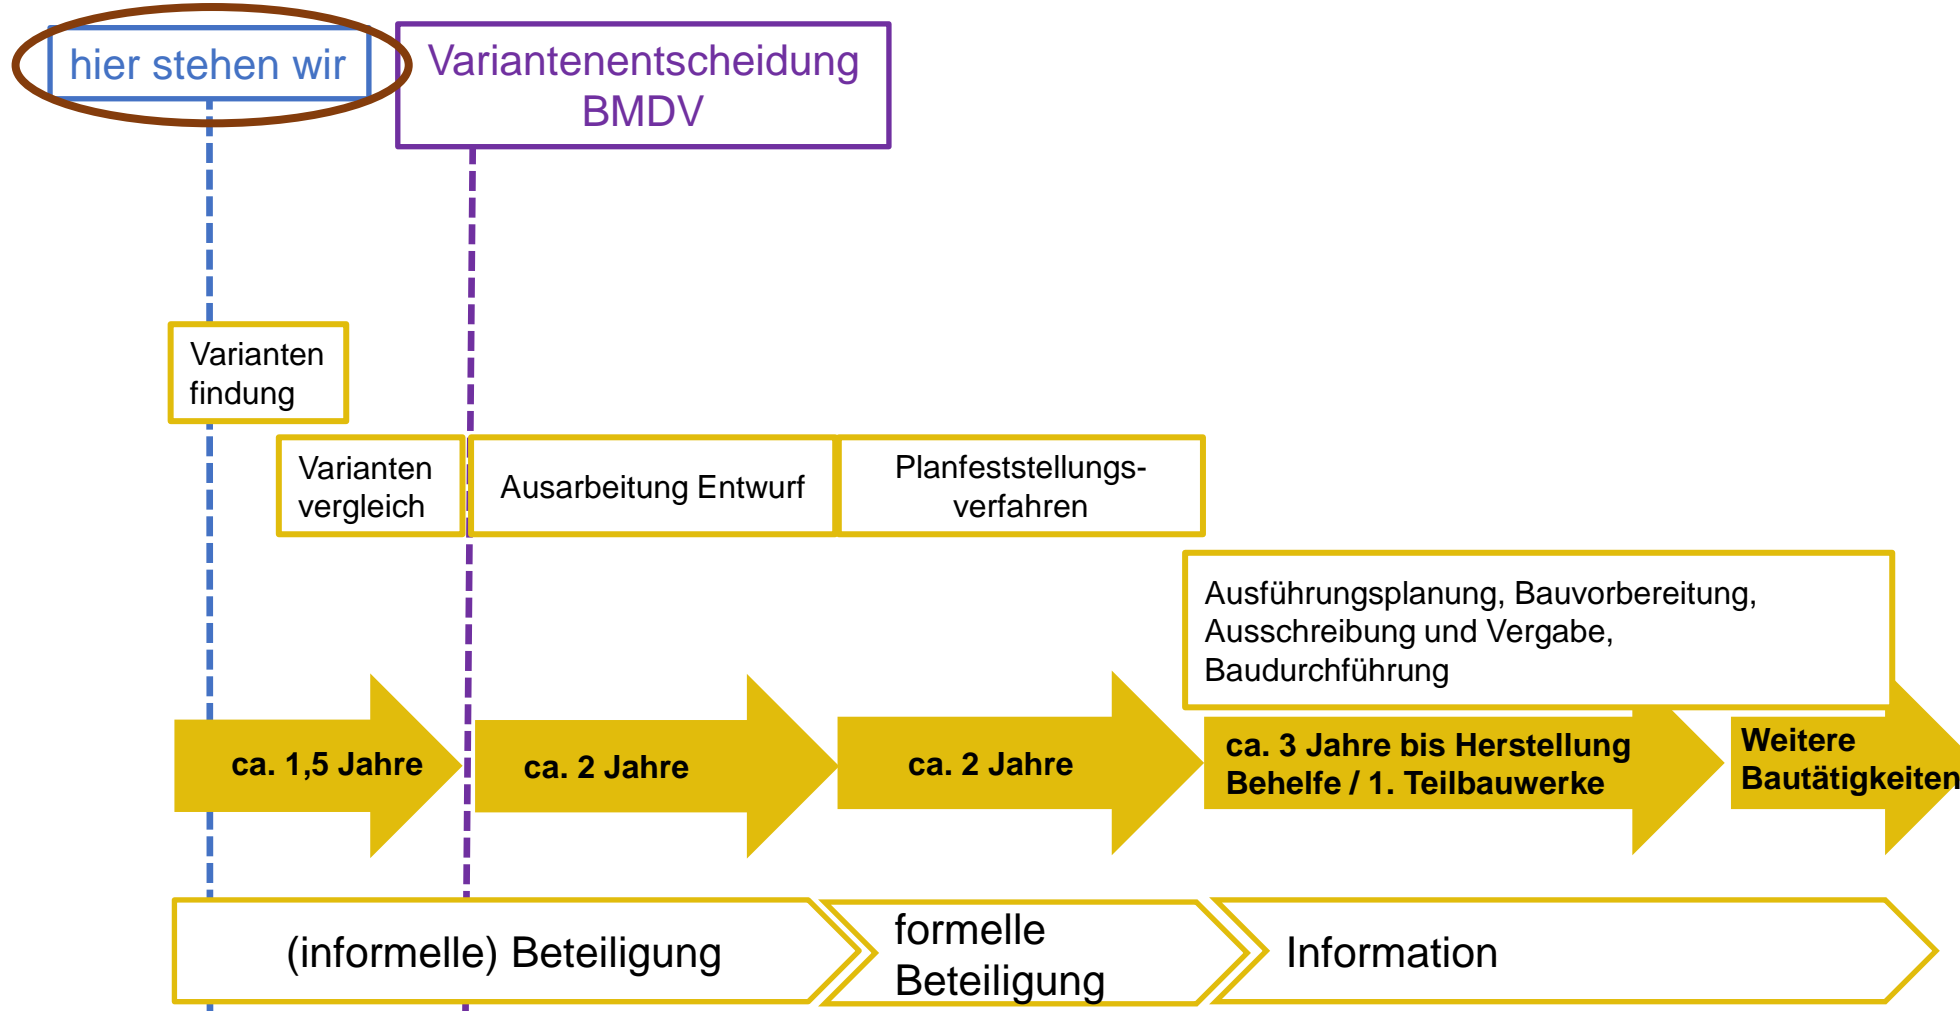 hier stehen wir
Variantenentscheidung
BMDV
Varianten
findung
Varianten
vergleich
Ausarbeitung Entwurf
Planfeststellungs-
verfahren
Ausführungsplanung, Bauvorbereitung,
Ausschreibung und Vergabe,
Baudurchführung
ca. 1,5 Jahre
ca. 2 Jahre
ca. 2 Jahre
ca. 3 Jahre bis Herstellung
Behelfe / 1. Teilbauwerke
Weitere
Bautätigkeiten
(informelle) Beteiligung
formelle
Beteiligung
Information